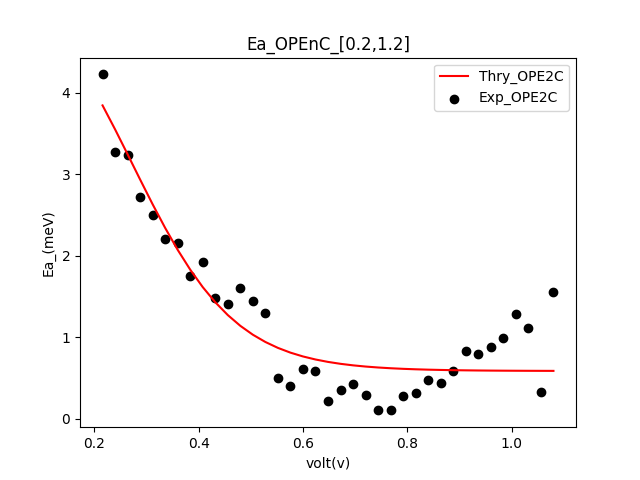 Ea_OPEnC_[0.2,1.2]
Thry_OPE2C
Exp_OPE2C
Ea_(meV)
4
3
2
1
0
0.2
0.4
0.6
0.8
1.0
volt(v)